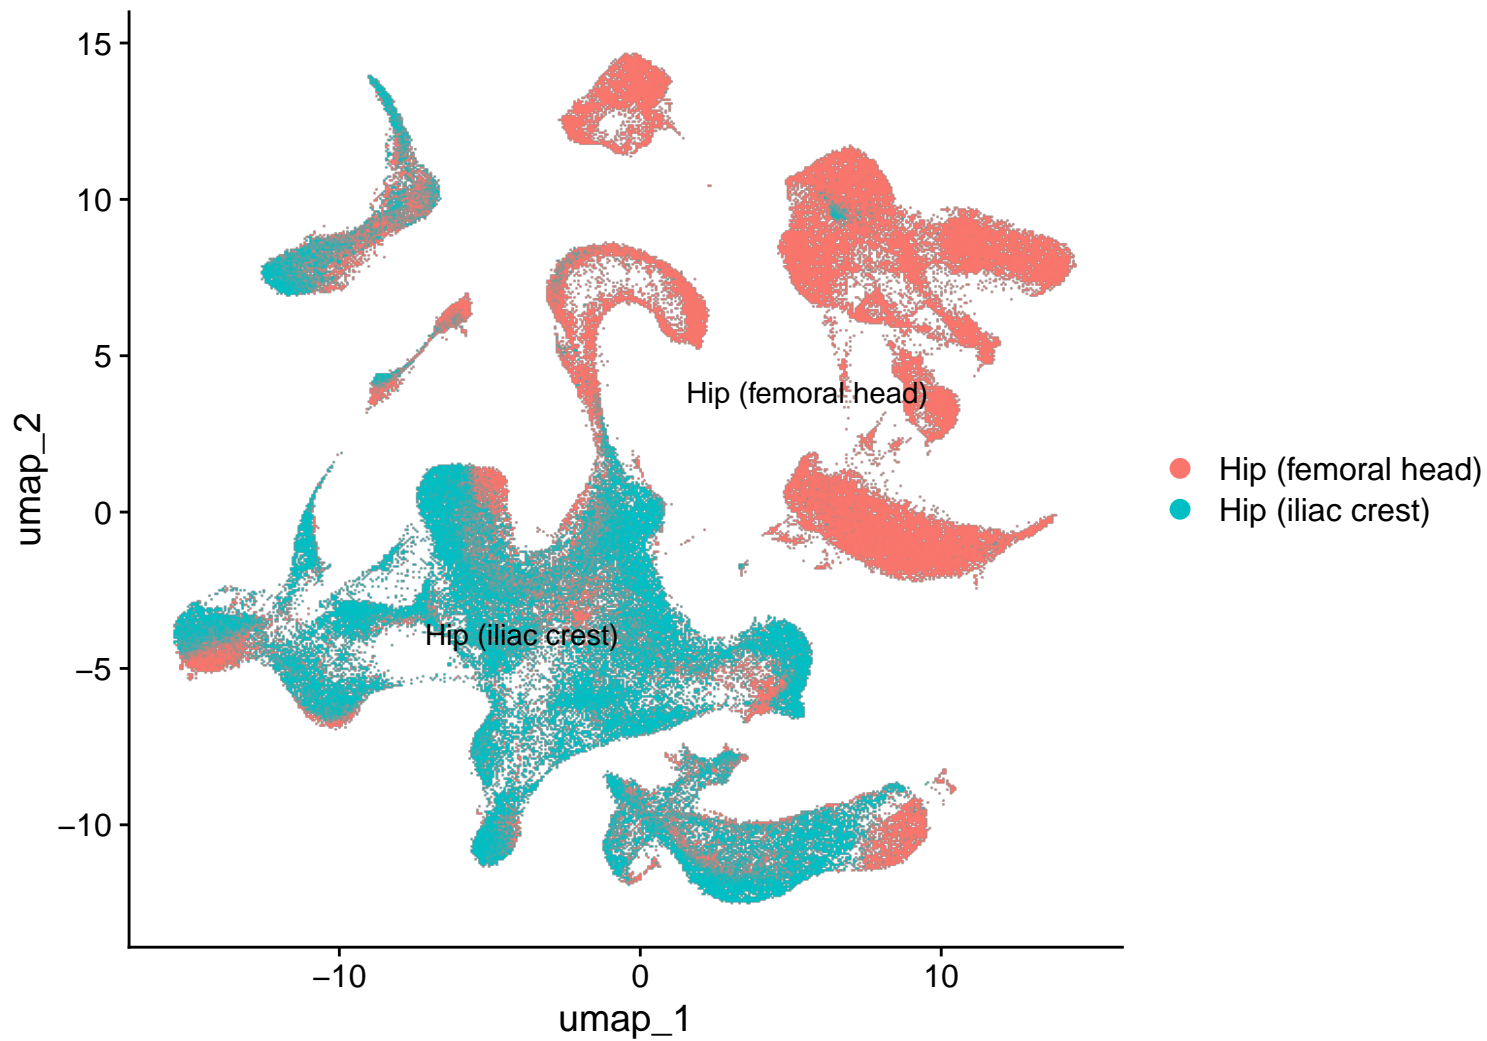 15
10
5
0
−5
−10
umap_2
−10
0
10
umap_1
Hip (femoral head)
Hip (iliac crest)
Hip (femoral head)
Hip (iliac crest)